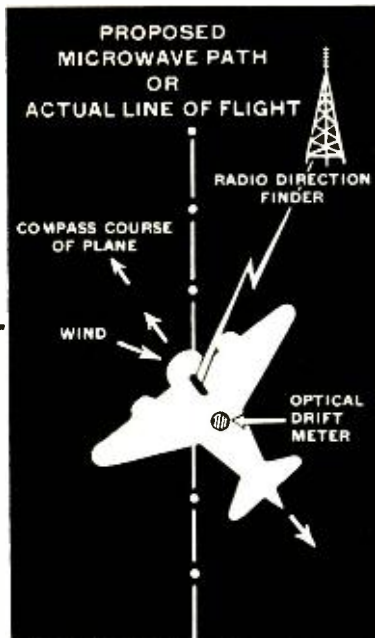 PROPOSED
MICROWAVE PATH
OR
ACTUAL LINE OF FLIGHT
RADIO DIRECTION
FINDER
COMPASS COURSE
OF PLANE
WIND
OPTICAL
DRIFT
METER